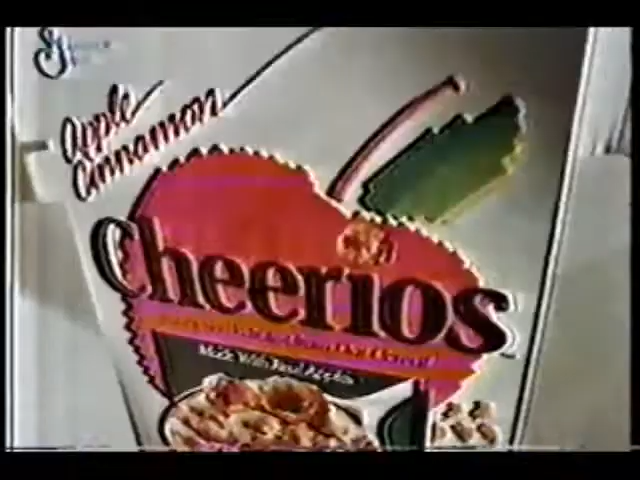 Apple
Cinnamon
Cheerios
Made With Real Apples